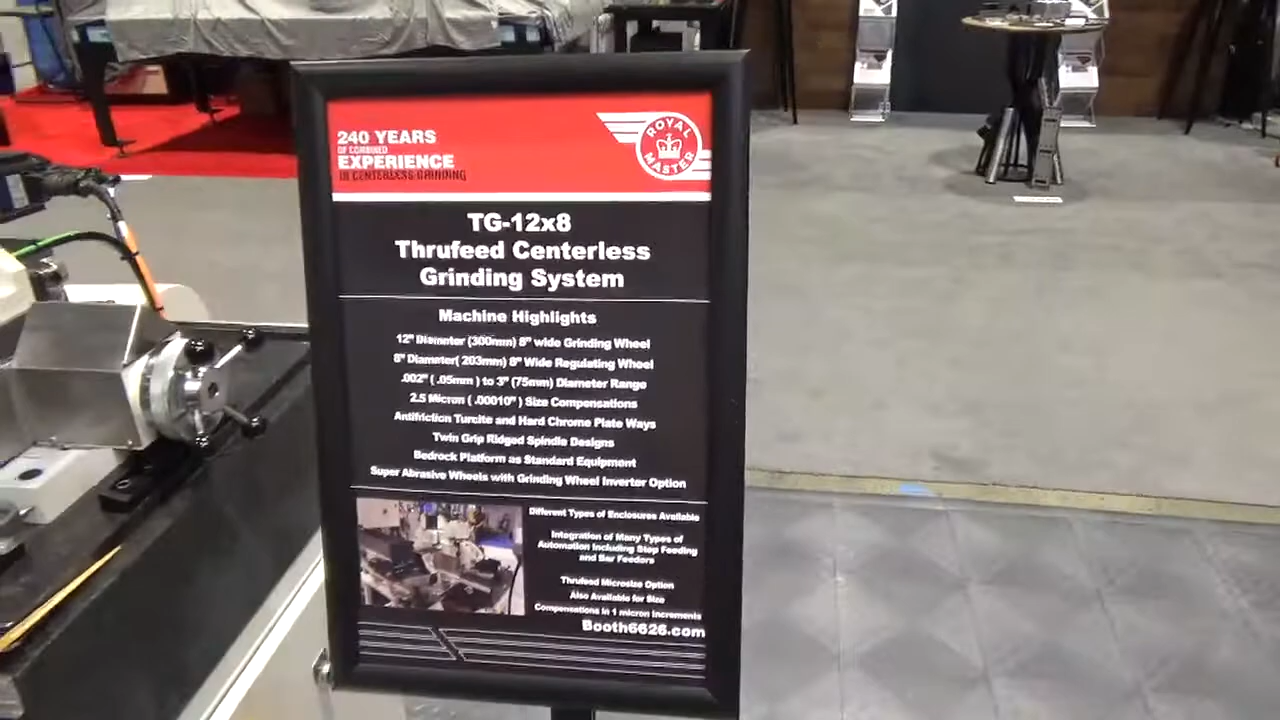 240 YEARS
OF COMBINED
EXPERIENCE
IN CENTERLESS GRINDING
ROYAL
MASTER
TG-12x8
Thrufeed Centerless
Grinding System
Machine Highlights
12" Diameter (300mm) 8" wide Grinding Wheel
8" Diameter( 203mm) 8" Wide Regulating Wheel
.002" ( .05mm ) to 3" (75mm) Diameter Range
2.5 Micron ( .00010" ) Size Compensations
Antifriction Turcite and Hard Chrome Plate Ways
Twin Grip Ridged Spindle Designs
Bedrock Platform as Standard Equipment
Super Abrasive Wheels with Grinding Wheel Inverter Option
Different Types of Enclosures Available
Integration of Many Types of
Automation Including Step Feeding
and Bar Feeders
Thrufeed Microsize Option
Also Available for Size
Compensations in 1 micron increments
Booth6626.com